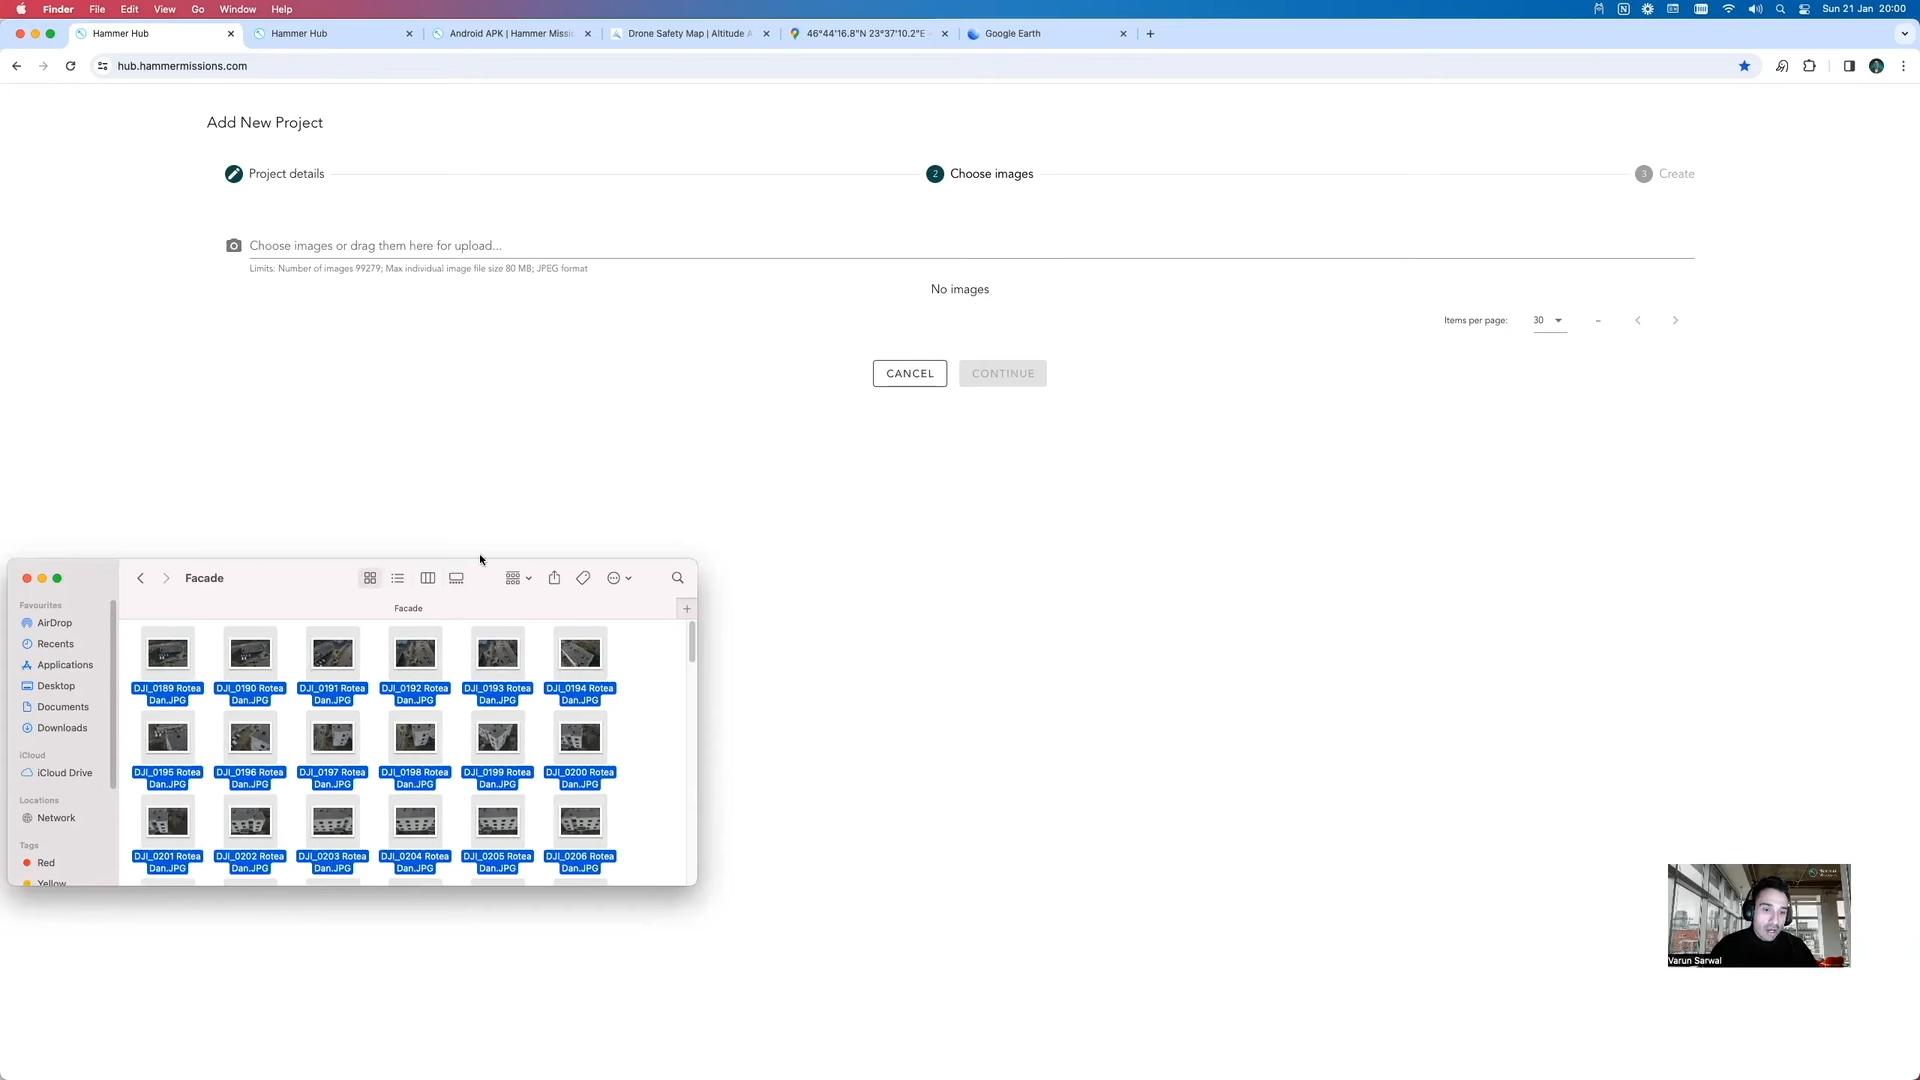 Finder File Edit View Go Window Help Sun 21 Jan 20:00
Hammer Hub Hammer Hub Android APK | Hammer Missi Drone Safety Map | Altitude A 46°44'16.8"N 23°37'10.2"E Google Earth
hub.hammermissions.com
Add New Project
Project details 2 Choose images 3 Create
Choose images or drag them here for upload...
Limits: Number of images 99279; Max individual image file size 80 MB; JPEG format
No images
Items per page: 30 –
CANCEL CONTINUE
Facade
Facade
Favourites
AirDrop
Recents
Applications
Desktop
Documents
Downloads
iCloud
iCloud Drive
Locations
Network
Tags
Red
Yellow
DJI_0189 Rotea DJI_0190 Rotea DJI_0191 Rotea DJI_0192 Rotea DJI_0193 Rotea DJI_0194 Rotea
Dan.JPG Dan.JPG Dan.JPG Dan.JPG Dan.JPG Dan.JPG
DJI_0195 Rotea DJI_0196 Rotea DJI_0197 Rotea DJI_0198 Rotea DJI_0199 Rotea DJI_0200 Rotea
Dan.JPG Dan.JPG Dan.JPG Dan.JPG Dan.JPG Dan.JPG
DJI_0201 Rotea DJI_0202 Rotea DJI_0203 Rotea DJI_0204 Rotea DJI_0205 Rotea DJI_0206 Rotea
Dan.JPG Dan.JPG Dan.JPG Dan.JPG Dan.JPG Dan.JPG
Varun Sarwal